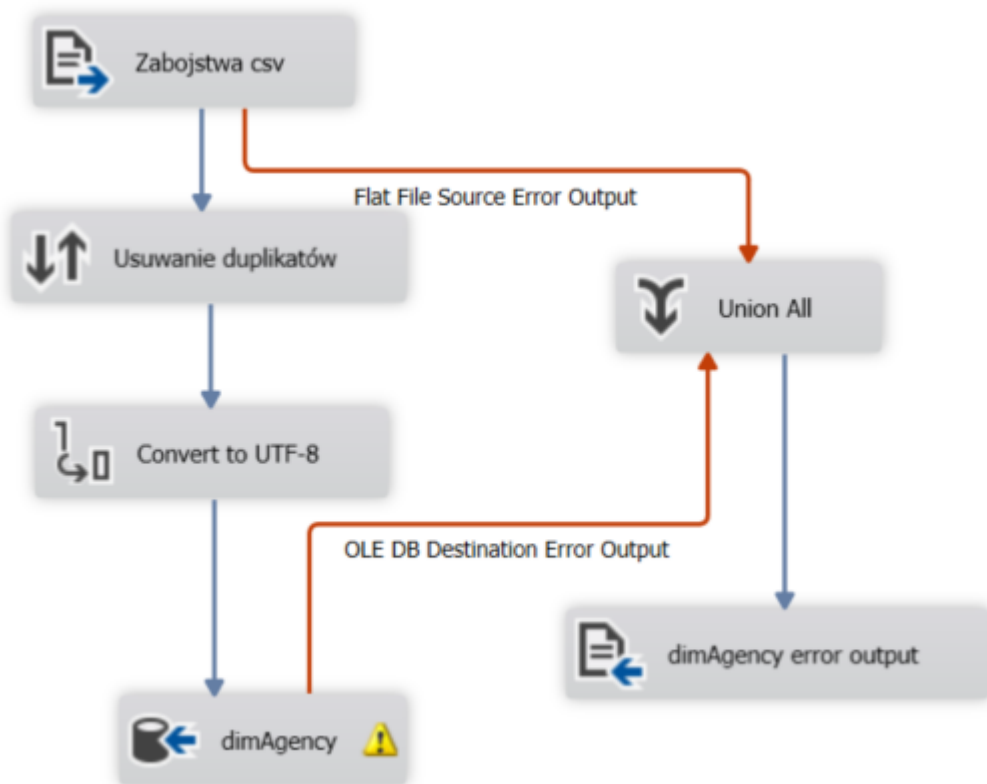 Zabojstwa csv
Flat File Source Error Output
Usuwanie duplikatów
Union All
Convert to UTF-8
OLE DB Destination Error Output
dimAgency error output
dimAgency